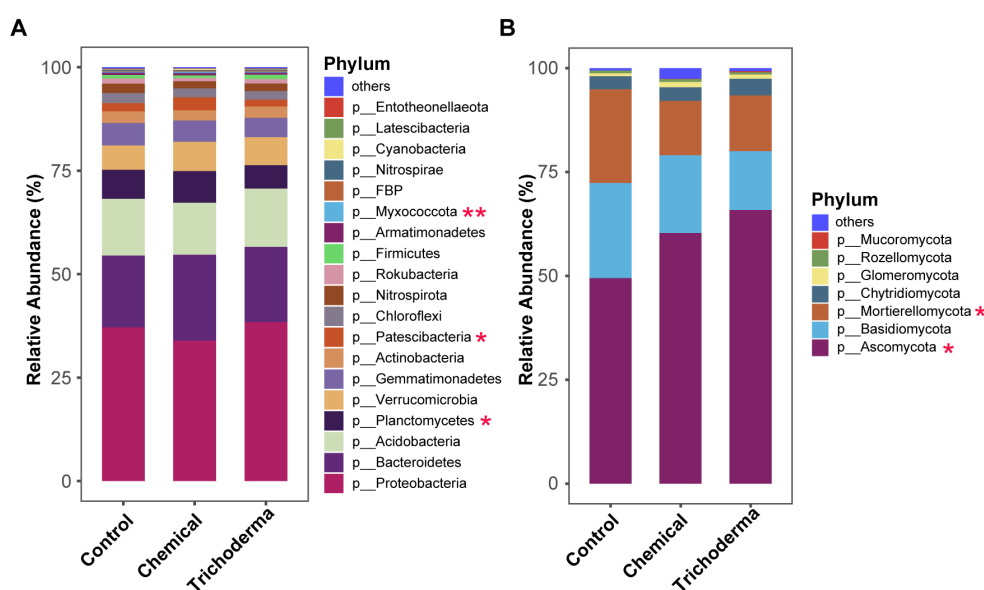 A
Relative Abundance (%)
100
75
50
25
0
Control
Chemical
Trichoderma
Phylum
others
p__Entotheonellaeota
p__Latescibacteria
p__Cyanobacteria
p__Nitrospirae
p__FBP
p__Myxococcota **
p__Armatimonadetes
p__Firmicutes
p__Rokubacteria
p__Nitrospirota
p__Chloroflexi
p__Patescibacteria *
p__Actinobacteria
p__Gemmatimonadetes
p__Verrucomicrobia
p__Planctomycetes *
p__Acidobacteria
p__Bacteroidetes
p__Proteobacteria
B
Relative Abundance (%)
100
75
50
25
0
Control
Chemical
Trichoderma
Phylum
others
p__Mucoromycota
p__Rozellomycota
p__Glomeromycota
p__Chytridiomycota
p__Mortierellomycota *
p__Basidiomycota
p__Ascomycota *